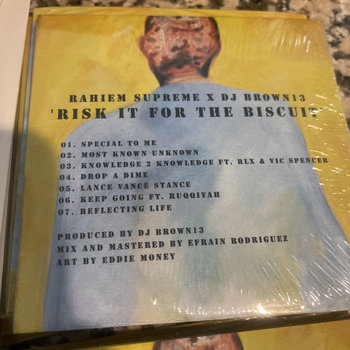 RAHIEM SUPREME X DJ BROWN13
'RISK IT FOR THE BISCUIT'
01. SPECIAL TO ME
02. MOST KNOWN UNKNOWN
03. KNOWLEDGE 2 KNOWLEDGE FT. RLX & VIC SPENCER
04. DROP A DIME
05. LANCE VANCE STANCE
06. KEEP GOING FT. RUQQIYAH
07. REFLECTING LIFE
PRODUCED BY DJ BROWN13
MIX AND MASTERED BY EFRAIN RODRIGUEZ
ART BY EDDIE MONEY